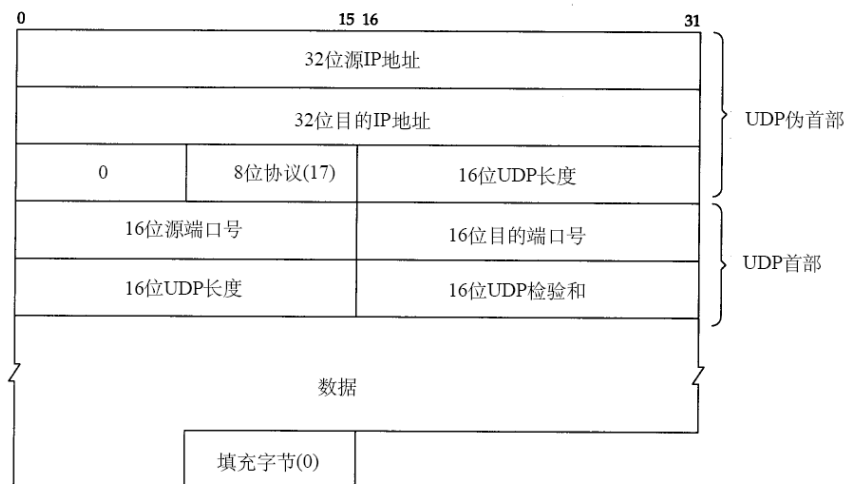 0 15 16 31
32位源IP地址
32位目的IP地址
UDP伪首部
0 8位协议(17) 16位UDP长度
16位源端口号 16位目的端口号
UDP首部
16位UDP长度 16位UDP检验和
数据
填充字节(0)